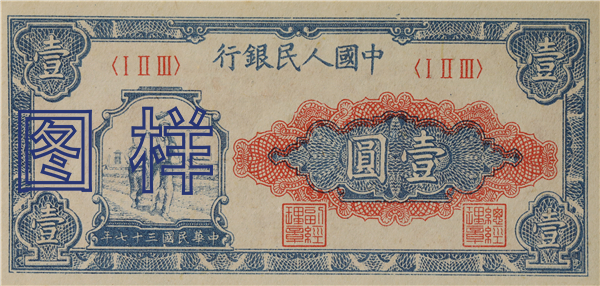 中國人民銀行
壹
壹
〈I II III〉
〈I II III〉
图样
壹圓
總經理章
副經理章
壹
壹
中華民國三十七年